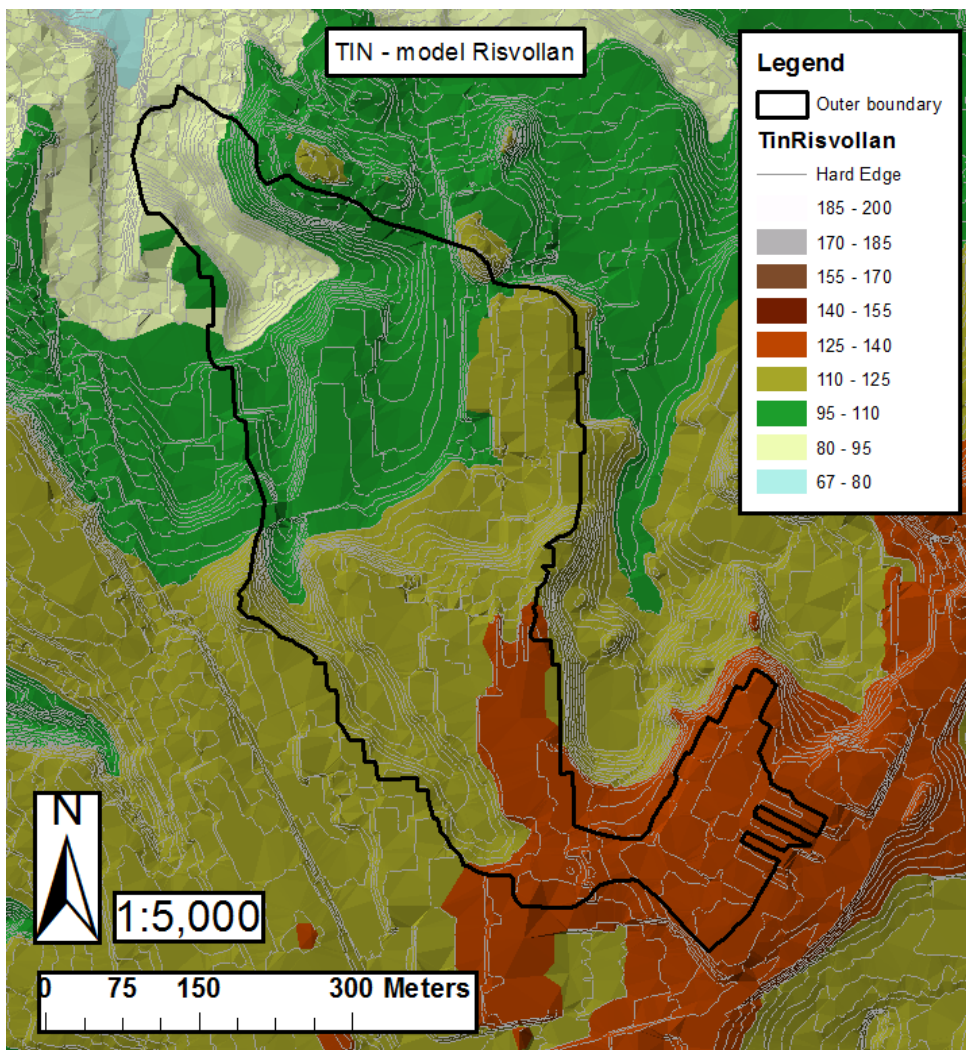 TIN - model Risvollan
Legend
Outer boundary
TinRisvollan
Hard Edge
185 - 200
170 - 185
155 - 170
140 - 155
125 - 140
110 - 125
95 - 110
80 - 95
67 - 80
N
1:5,000
0 75 150 300 Meters